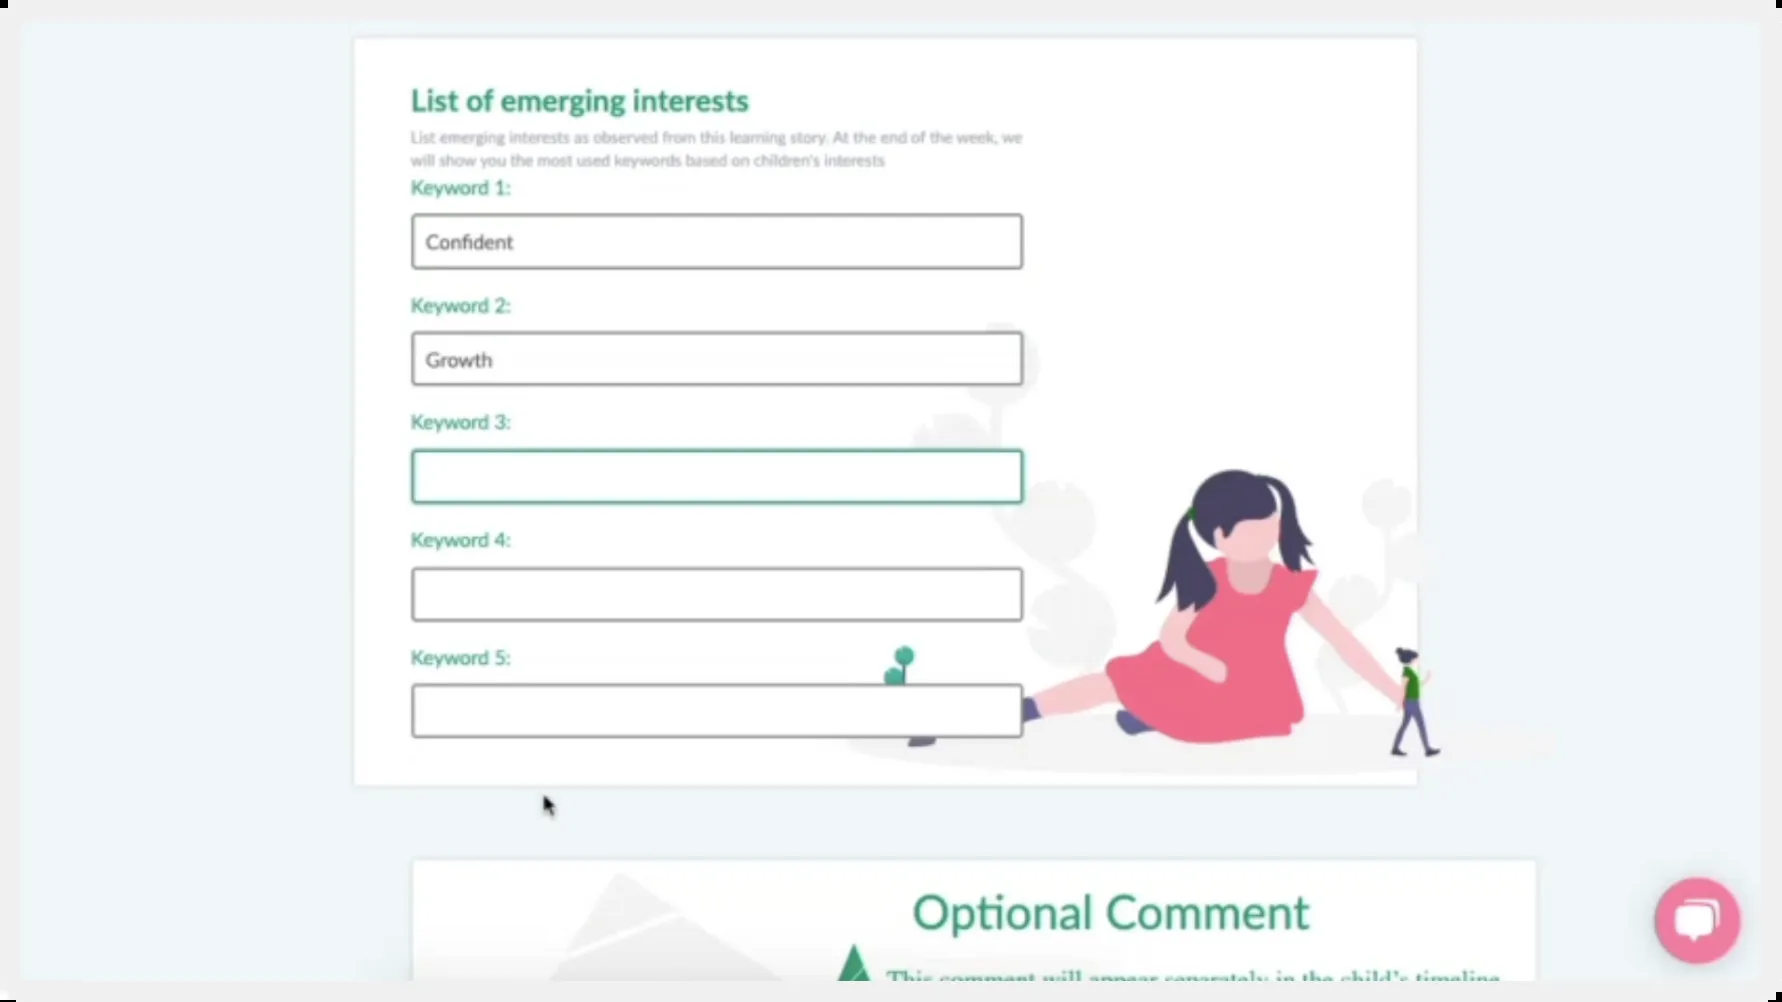 List of emerging interests
List emerging interests as observed from this learning story. At the end of the week, we
will show you the most used keywords based on children's interests
Keyword 1:
Confident
Keyword 2:
Growth
Keyword 3:
Keyword 4:
Keyword 5:
Optional Comment
This comment will appear separately in the child's timeline